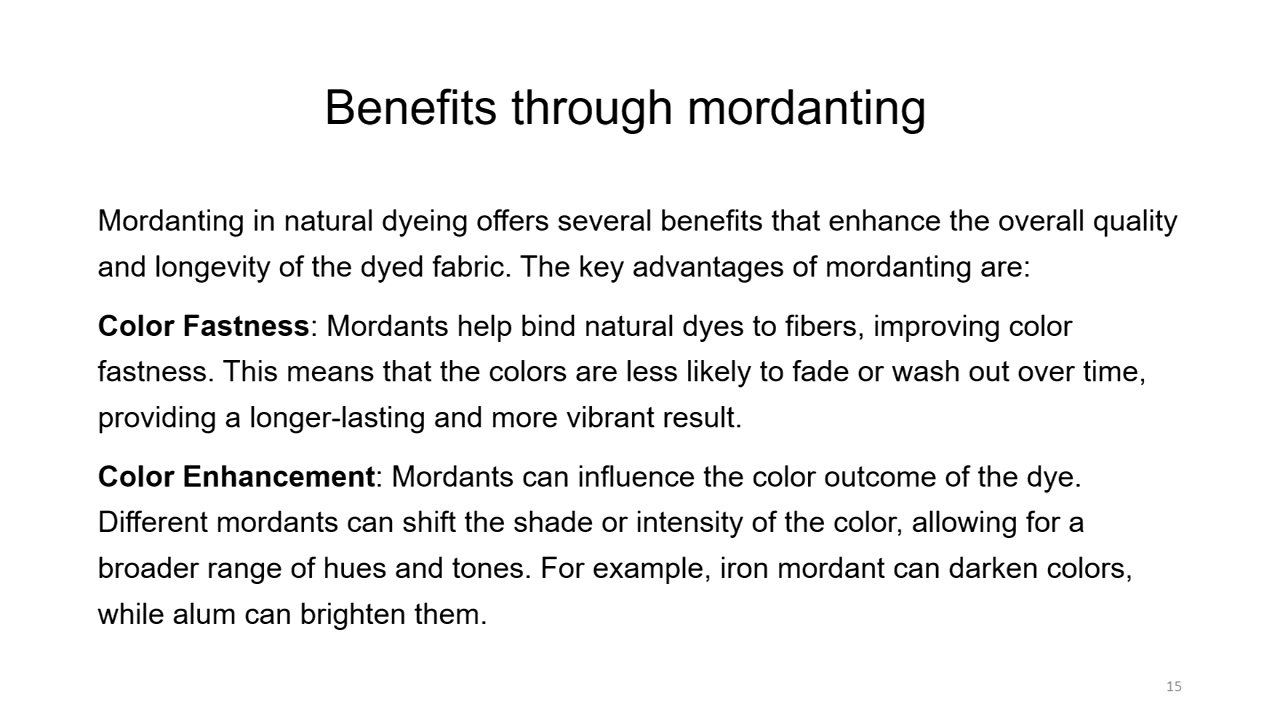 Benefits through mordanting
Mordanting in natural dyeing offers several benefits that enhance the overall quality
and longevity of the dyed fabric. The key advantages of mordanting are:
Color Fastness: Mordants help bind natural dyes to fibers, improving color
fastness. This means that the colors are less likely to fade or wash out over time,
providing a longer-lasting and more vibrant result.
Color Enhancement: Mordants can influence the color outcome of the dye.
Different mordants can shift the shade or intensity of the color, allowing for a
broader range of hues and tones. For example, iron mordant can darken colors,
while alum can brighten them.
15